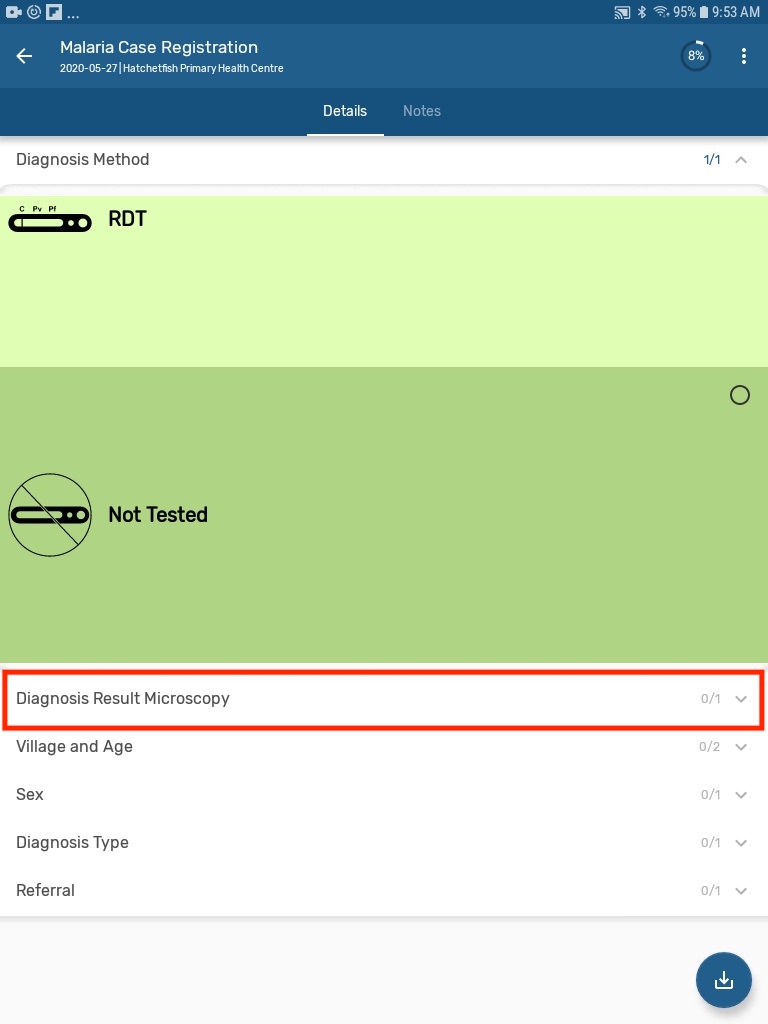 ... 95% 9:53 AM
Malaria Case Registration
2020-05-27 | Hatchetfish Primary Health Centre
8%
Details Notes
Diagnosis Method 1/1
C Pv Pf
RDT
Not Tested
Diagnosis Result Microscopy 0/1
Village and Age 0/2
Sex 0/1
Diagnosis Type 0/1
Referral 0/1